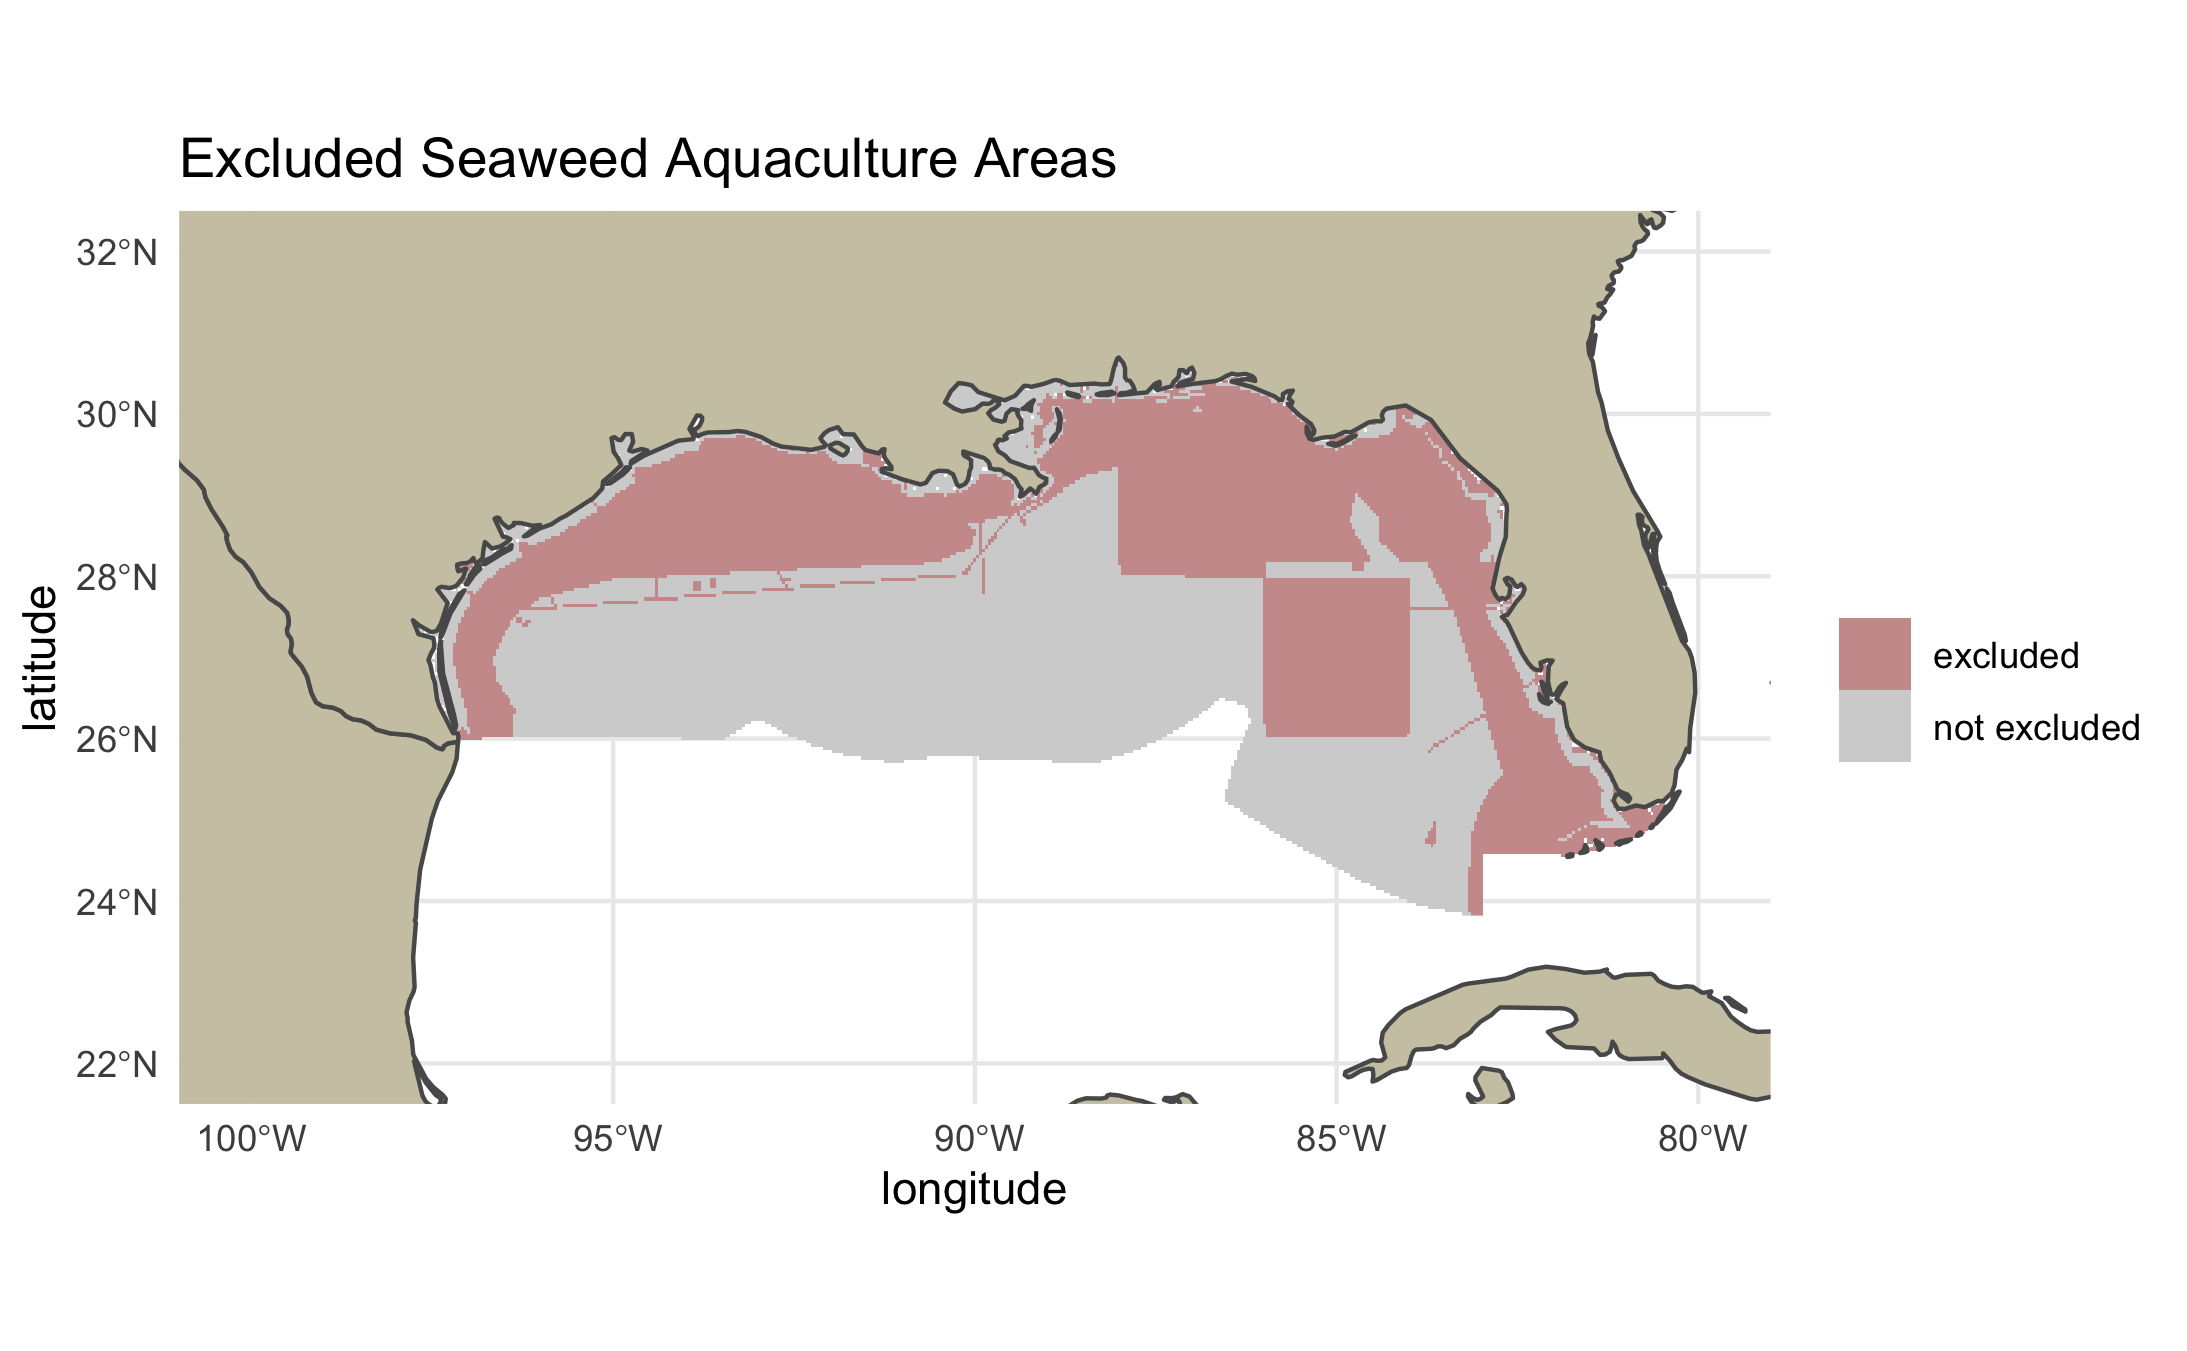 Excluded Seaweed Aquaculture Areas
32°N
30°N
28°N
26°N
24°N
22°N
latitude
100°W
95°W
90°W
85°W
80°W
longitude
excluded
not excluded